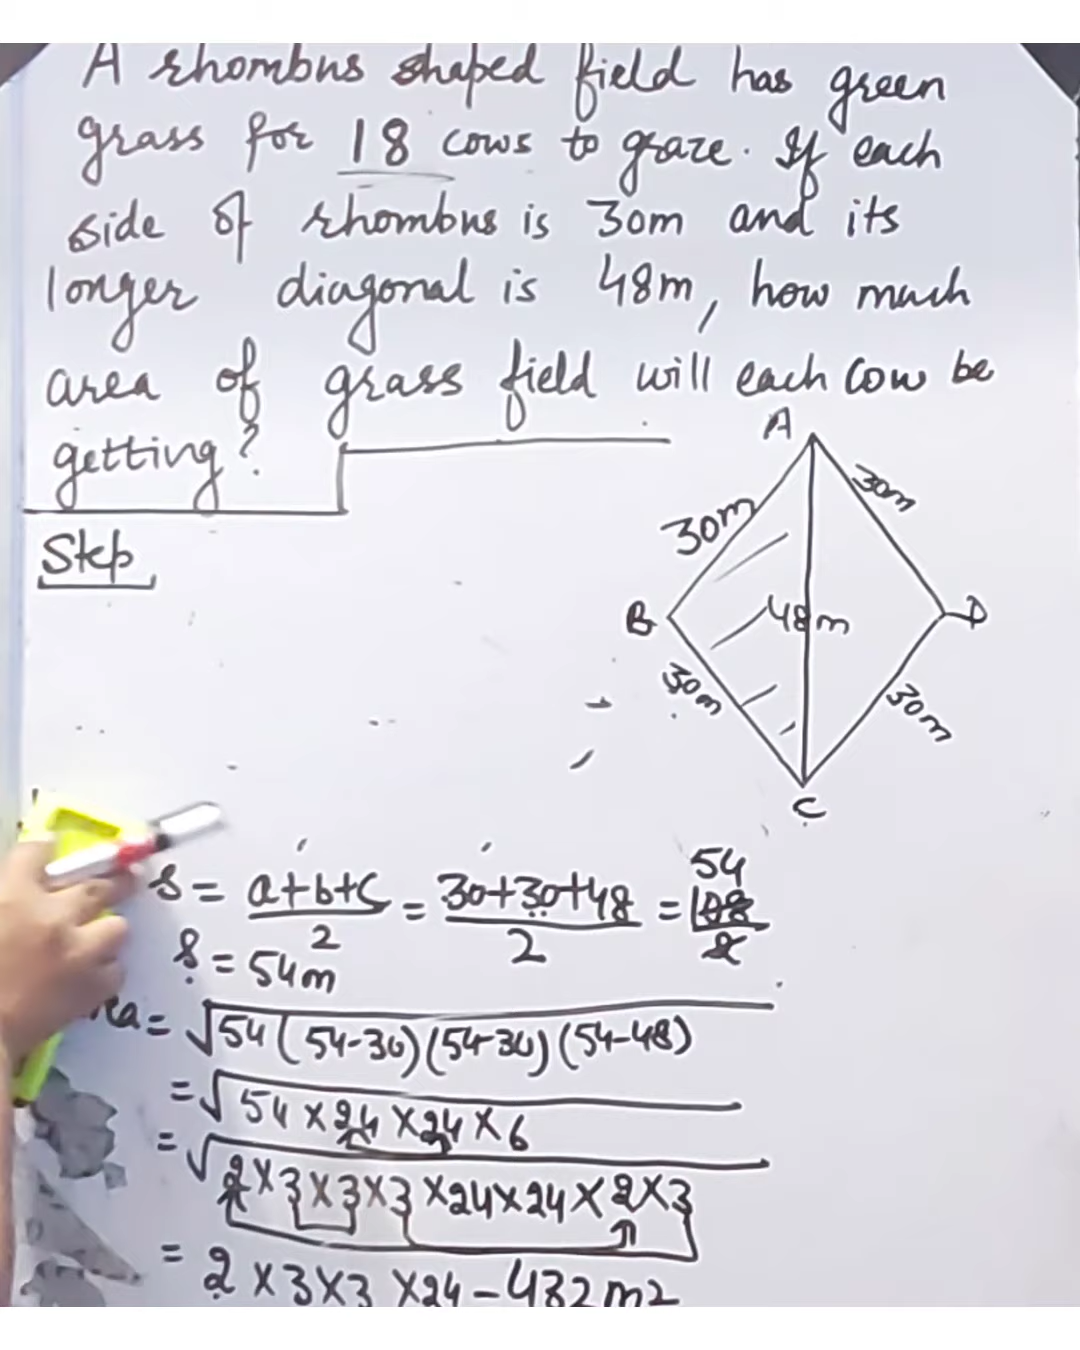 A rhombus shaped field has green
grass for 18 cows to graze. If each
side of rhombus is 30m and its
longer diagonal is 48m, how much
area of grass field will each cow be
getting?
A
30m
30m
Step
B
48m
D
30m
30m
C
s = a+b+c/2 = 30+30+48/2 = 54 108/2
s = 54m
= √54(54-30)(54-30)(54-48)
= √54×24×24×6
= √2×3×3×3×24×24×2×3
= 2×3×3×24-432m2